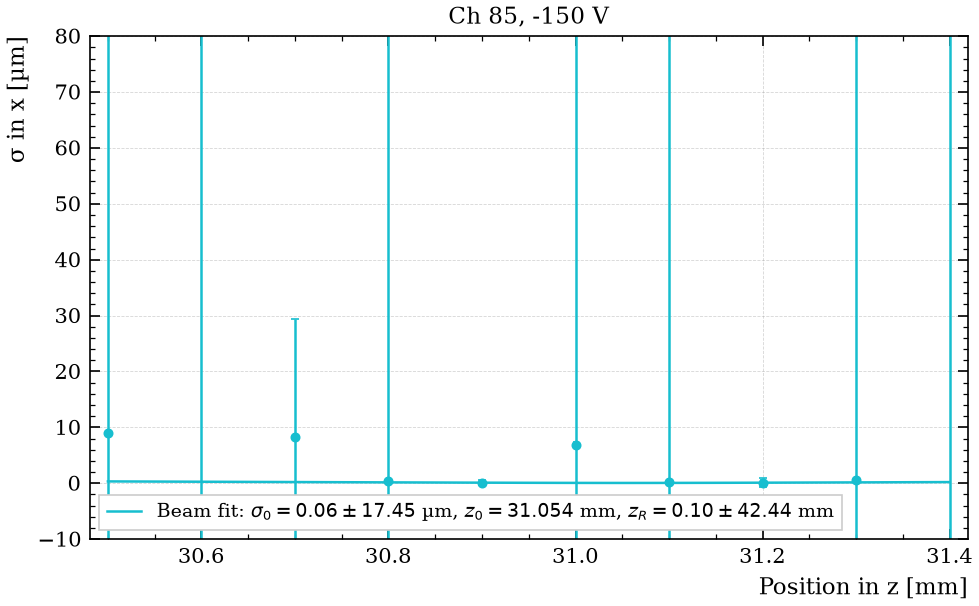 Ch 85, -150 V
σ in x [µm]
80
70
60
50
40
30
20
10
0
−10
Beam fit: σ₀ = 0.06 ± 17.45 µm, z₀ = 31.054 mm, z_R = 0.10 ± 42.44 mm
30.6 30.8 31.0 31.2 31.4
Position in z [mm]